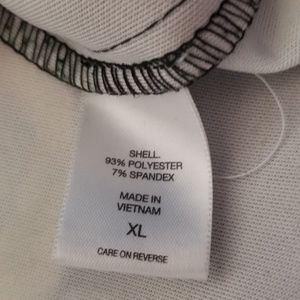 SHELL.
93% POLYESTER
7% SPANDEX
MADE IN
VIETNAM
XL
CARE ON REVERSE